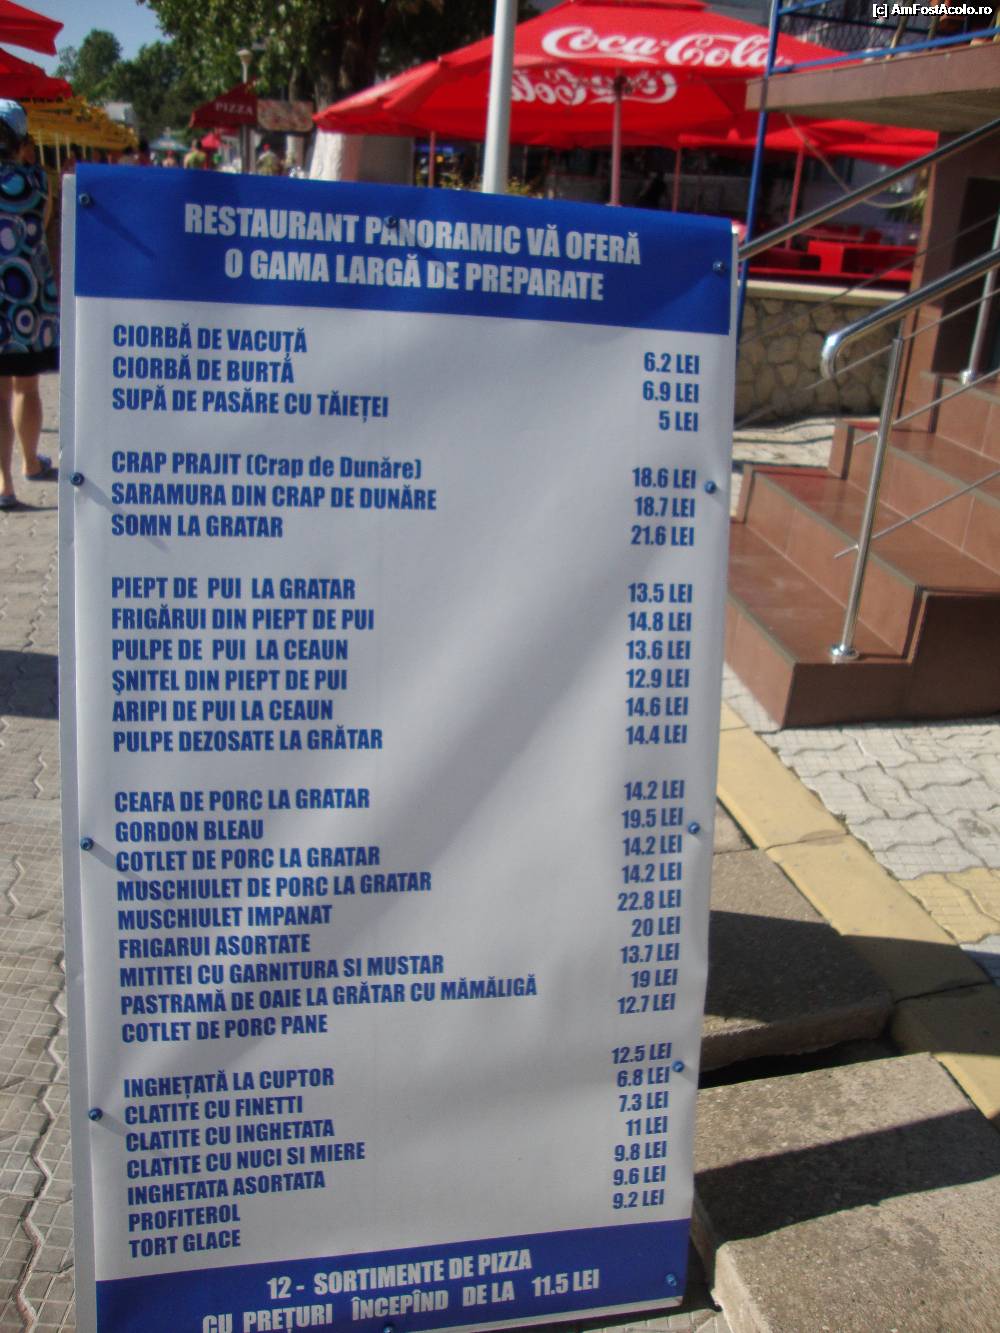 [c] AmFostAcolo.ro
Coca-Cola
Coca-Cola
PIZZA
RESTAURANT PANORAMIC VĂ OFERĂ
O GAMA LARGĂ DE PREPARATE
CIORBĂ DE VACUȚĂ 6.2 LEI
CIORBĂ DE BURTĂ 6.9 LEI
SUPĂ DE PASĂRE CU TĂIEȚEI 5 LEI
CRAP PRAJIT (Crap de Dunăre) 18.6 LEI
SARAMURA DIN CRAP DE DUNĂRE 18.7 LEI
SOMN LA GRATAR 21.6 LEI
PIEPT DE PUI LA GRATAR 13.5 LEI
FRIGĂRUI DIN PIEPT DE PUI 14.8 LEI
PULPE DE PUI LA CEAUN 13.6 LEI
ȘNITEL DIN PIEPT DE PUI 12.9 LEI
ARIPI DE PUI LA CEAUN 14.6 LEI
PULPE DEZOSATE LA GRĂTAR 14.4 LEI
CEAFA DE PORC LA GRATAR 14.2 LEI
GORDON BLEAU 19.5 LEI
COTLET DE PORC LA GRATAR 14.2 LEI
MUSCHIULET DE PORC LA GRATAR 14.2 LEI
MUSCHIULET IMPANAT 22.8 LEI
FRIGARUI ASORTATE 20 LEI
MITITEI CU GARNITURA SI MUSTAR 13.7 LEI
PASTRAMĂ DE OAIE LA GRĂTAR CU MĂMĂLIGĂ 19 LEI
COTLET DE PORC PANE 12.7 LEI
INGHEȚATĂ LA CUPTOR 12.5 LEI
CLATITE CU FINETTI 6.8 LEI
CLATITE CU INGHETATA 7.3 LEI
CLATITE CU NUCI SI MIERE 11 LEI
INGHETATA ASORTATA 9.8 LEI
PROFITEROL 9.6 LEI
TORT GLACE 9.2 LEI
12 - SORTIMENTE DE PIZZA
CU PREȚURI ÎNCEPÎND DE LA 11.5 LEI